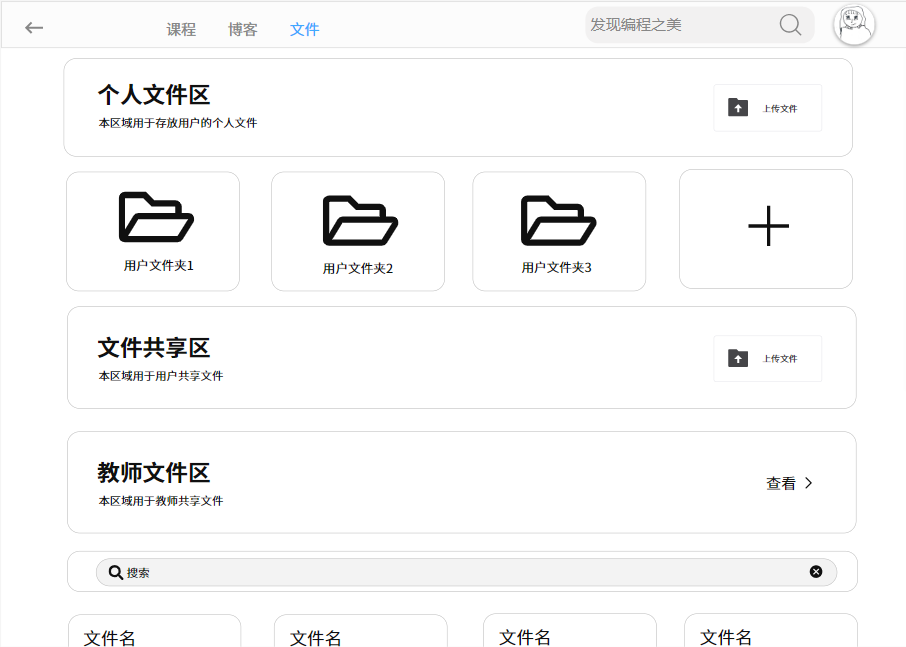 课程 博客 文件 发现编程之美
个人文件区
本区域用于存放用户的个人文件
上传文件
用户文件夹1 用户文件夹2 用户文件夹3
文件共享区
本区域用于用户共享文件
上传文件
教师文件区
本区域用于教师共享文件
查看
搜索
文件名 文件名 文件名 文件名